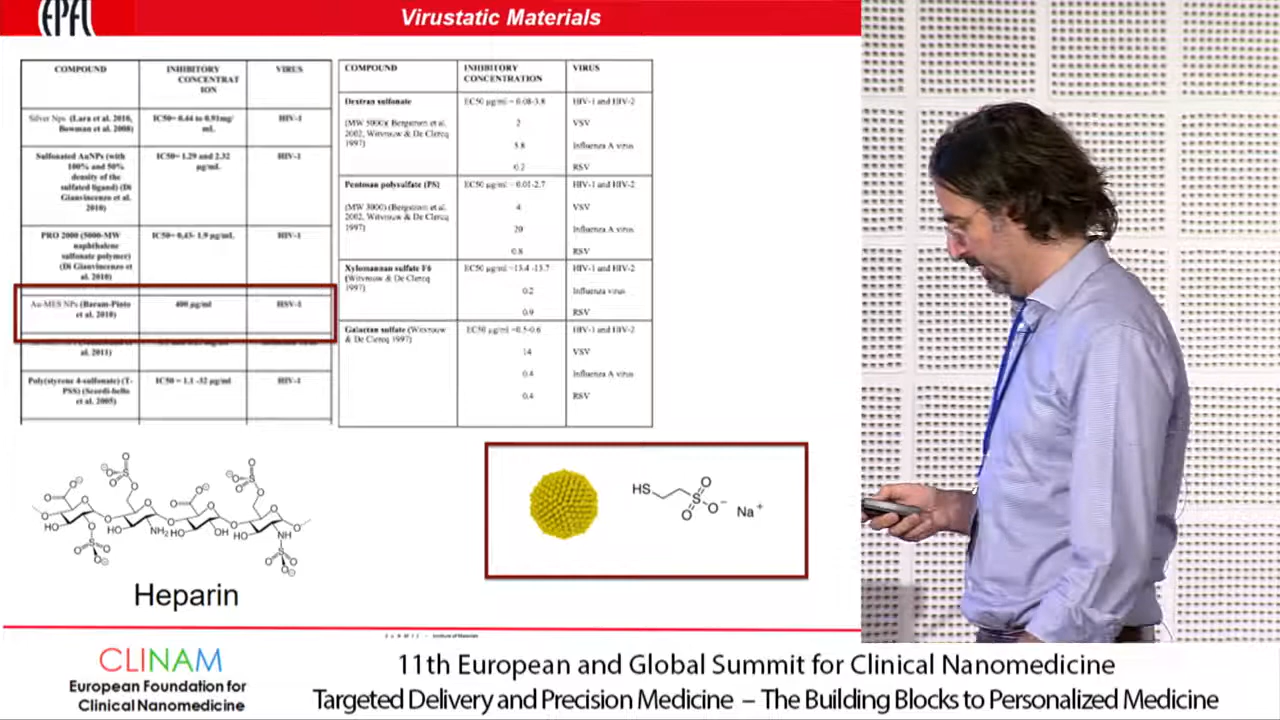 EPFL
Virustatic Materials
COMPOUND
INHIBITORY
CONCENTRAT
ION
VIRUS
Silver Nps (Lara et al. 2010,
Bowman et al. 2008)
IC50= 0.44 to 0.91mg/
mL
HIV-1
Sulfonated AuNPs (with
100% and 50%
density of the
sulfated ligand) (Di
Gianvincenzo et al.
2010)
IC50= 1.29 and 2.32
µg/mL
HIV-1
PRO 2000 (5000-MW
naphthalene
sulfonate polymer)
(Di Gianvincenzo et
al. 2010)
IC50= 0.45- 1.9 µg/mL
HIV-1
Au-MES NPs (Baram-Pinto
et al. 2010)
400 µg/ml
HSV-1
al. 2011)
Poly(styrene 4-sulfonate) (T-
PSS) (Scordi-bello
et al. 2005)
IC50 = 1.1 -32 µg/ml
HIV-1
COMPOUND
INHIBITORY
CONCENTRATION
VIRUS
Dextran sulfonate
(MW 5000)( Bergstrom et al.
2002, Witvrouw & De Clercq
1997)
EC50 µg/ml = 0.08-3.8
2
5.8
0.2
HIV-1 and HIV-2
VSV
Influenza A virus
RSV
Pentosan polysulfate (PS)
(MW 3000) (Bergstrom et al.
2002, Witvrouw & De Clercq
1997)
EC50 µg/ml = 0.01-2.7
4
20
0.8
HIV-1 and HIV-2
VSV
Influenza A virus
RSV
Xylomannan sulfate F6
(Witvrouw & De Clercq
1997)
EC50 µg/ml =13.4 -13.7
0.2
0.9
HIV-1 and HIV-2
Influenza virus
RSV
Galactan sulfate (Witvrouw
& De Clercq 1997)
EC50 µg/ml =0.5-0.6
14
0.4
0.4
HIV-1 and HIV-2
VSV
Influenza A virus
RSV
Heparin
HS
S
O
O
O⁻
Na⁺
CLINAM
European Foundation for
Clinical Nanomedicine
11th European and Global Summit for Clinical Nanomedicine
Targeted Delivery and Precision Medicine – The Building Blocks to Personalized Medicine